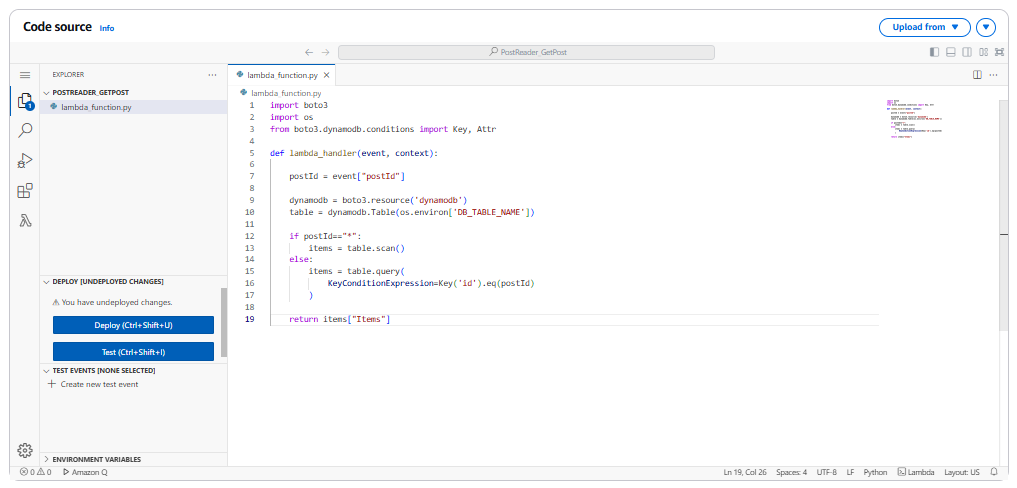 Code source Info
Upload from
PostReader_GetPost
EXPLORER
POSTREADER_GETPOST
lambda_function.py
1
DEPLOY [UNDEPLOYED CHANGES]
You have undeployed changes.
Deploy (Ctrl+Shift+U)
Test (Ctrl+Shift+I)
TEST EVENTS [NONE SELECTED]
Create new test event
ENVIRONMENT VARIABLES
lambda_function.py
lambda_function.py
1 import boto3
2 import os
3 from boto3.dynamodb.conditions import Key, Attr
4
5 def lambda_handler(event, context):
6
7 postId = event["postId"]
8
9 dynamodb = boto3.resource('dynamodb')
10 table = dynamodb.Table(os.environ['DB_TABLE_NAME'])
11
12 if postId=="*":
13 items = table.scan()
14 else:
15 items = table.query(
16 KeyConditionExpression=Key('id').eq(postId)
17 )
18
19 return items["Items"]
0 0 Amazon Q
Ln 19, Col 26 Spaces: 4 UTF-8 LF Python Lambda Layout: US